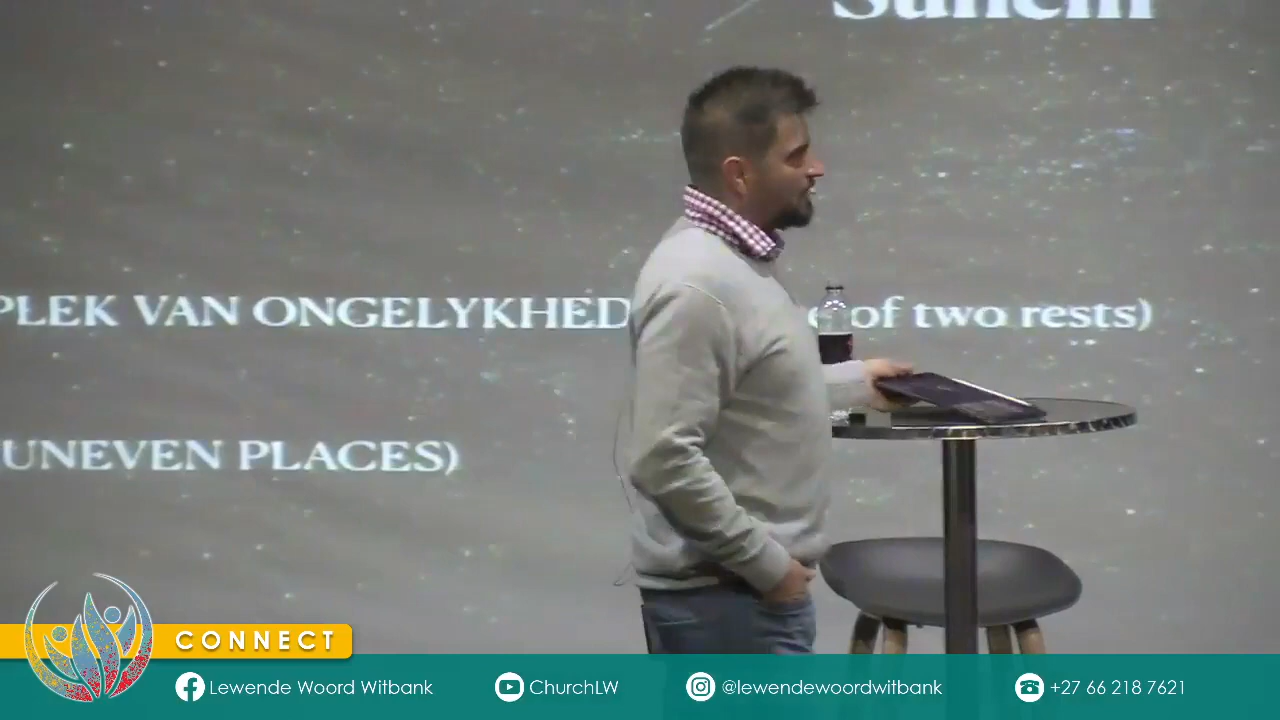 PLEK VAN ONGELYKHED of two rests)
(UNEVEN PLACES)
CONNECT
Lewende Woord Witbank ChurchLW @lewendewoordwitbank +27 66 218 7621